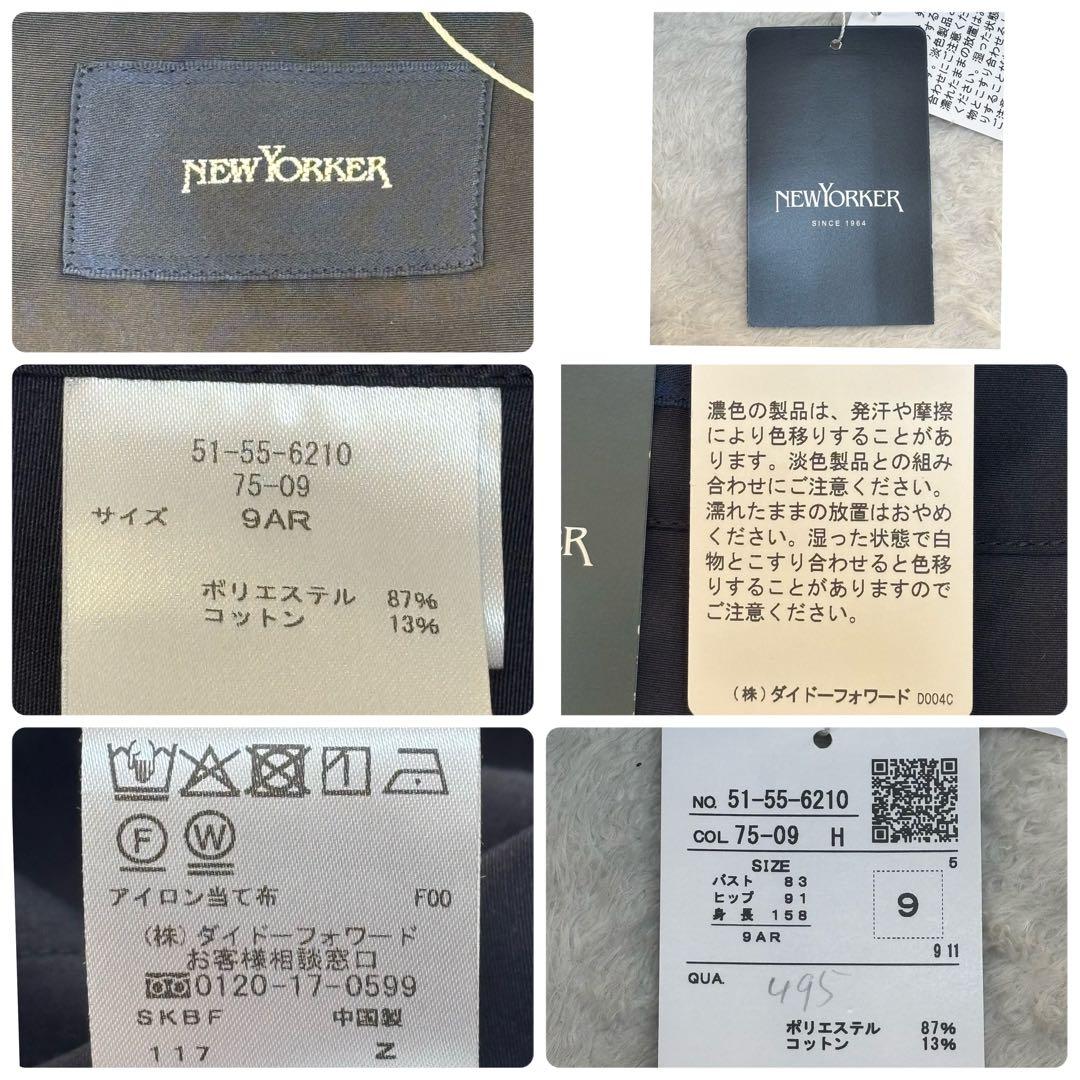 NEWYORKER
NEWYORKER
SINCE 1964
51-55-6210
75-09
サイズ 9AR
ポリエステル 87%
コットン 13%
濃色の製品は、発汗や摩擦
により色移りすることがあ
ります。淡色製品との組み
合わせにご注意ください。
濡れたままの放置はおやめ
ください。湿った状態で白
物とこすり合わせると色移
りすることがありますので
ご注意ください。
(株)ダイドーフォワード D004C
F W
アイロン当て布 F00
(株)ダイドーフォワード
お客様相談窓口
0120-17-0599
SKBF 中国製
117 Z
NO. 51-55-6210
COL 75-09 H
SIZE 5
バスト 83
ヒップ 91
身長 158
9AR
9
9 11
QUA. 495
ポリエステル 87%
コットン 13%